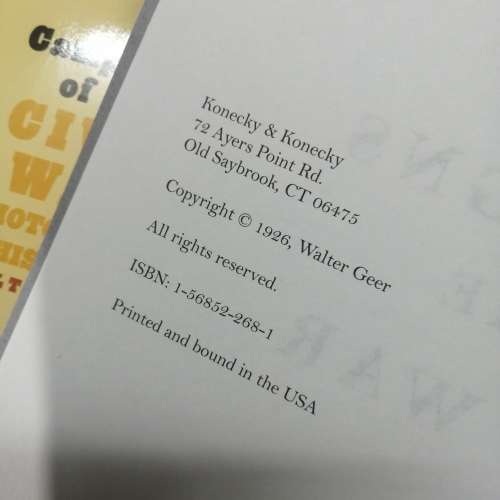 of
Konecky & Konecky
72 Ayers Point Rd.
Old Saybrook, CT 06475
Copyright © 1926, Walter Geer
All rights reserved.
ISBN: 1-56852-268-1
Printed and bound in the USA